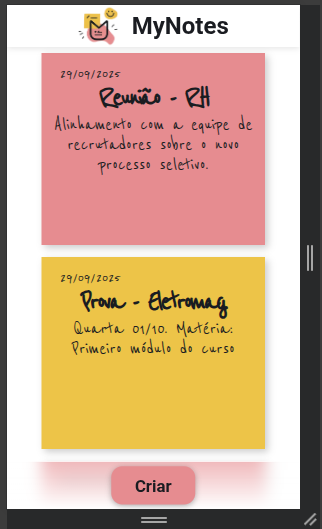 MyNotes
29/09/2025
Reunião - RH
Alinhamento com a equipe de
recrutadores sobre o novo
processo seletivo.
29/09/2025
Prova - Eletromag
Quarta 01/10. Matéria:
Primeiro módulo do curso
Criar